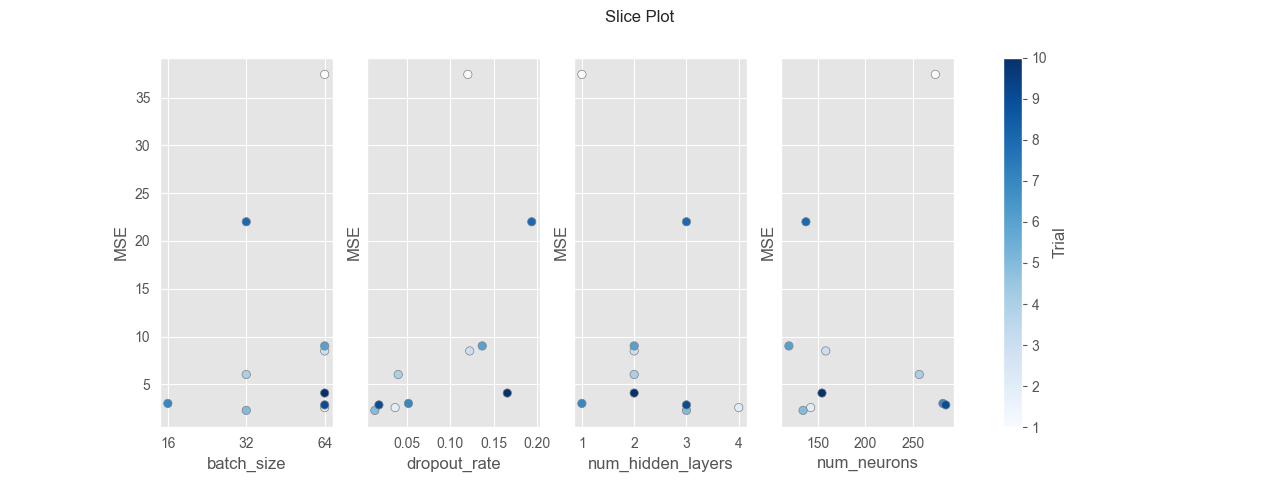 Slice Plot
MSE
35
30
25
20
15
10
5
16 32 64
batch_size
MSE
0.05 0.10 0.15 0.20
dropout_rate
MSE
1 2 3 4
num_hidden_layers
MSE
150 200 250
num_neurons
10
9
8
7
6
5
4
3
2
1
Trial